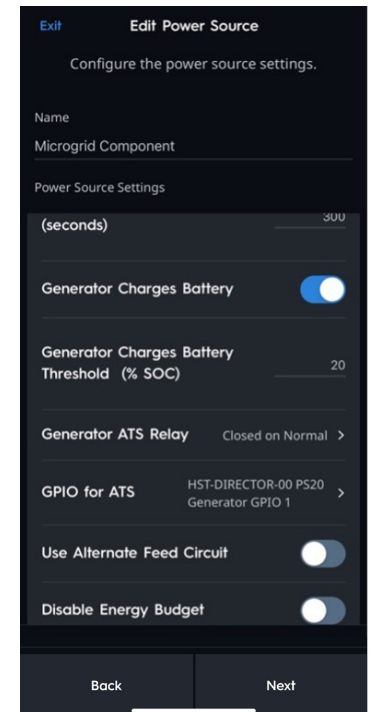 Exit Edit Power Source
Configure the power source settings.
Name
Microgrid Component
Power Source Settings
(seconds) 300
Generator Charges Battery
Generator Charges Battery
Threshold (% SOC) 20
Generator ATS Relay Closed on Normal >
GPIO for ATS HST-DIRECTOR-00 PS20
Generator GPIO 1 >
Use Alternate Feed Circuit
Disable Energy Budget
Back Next